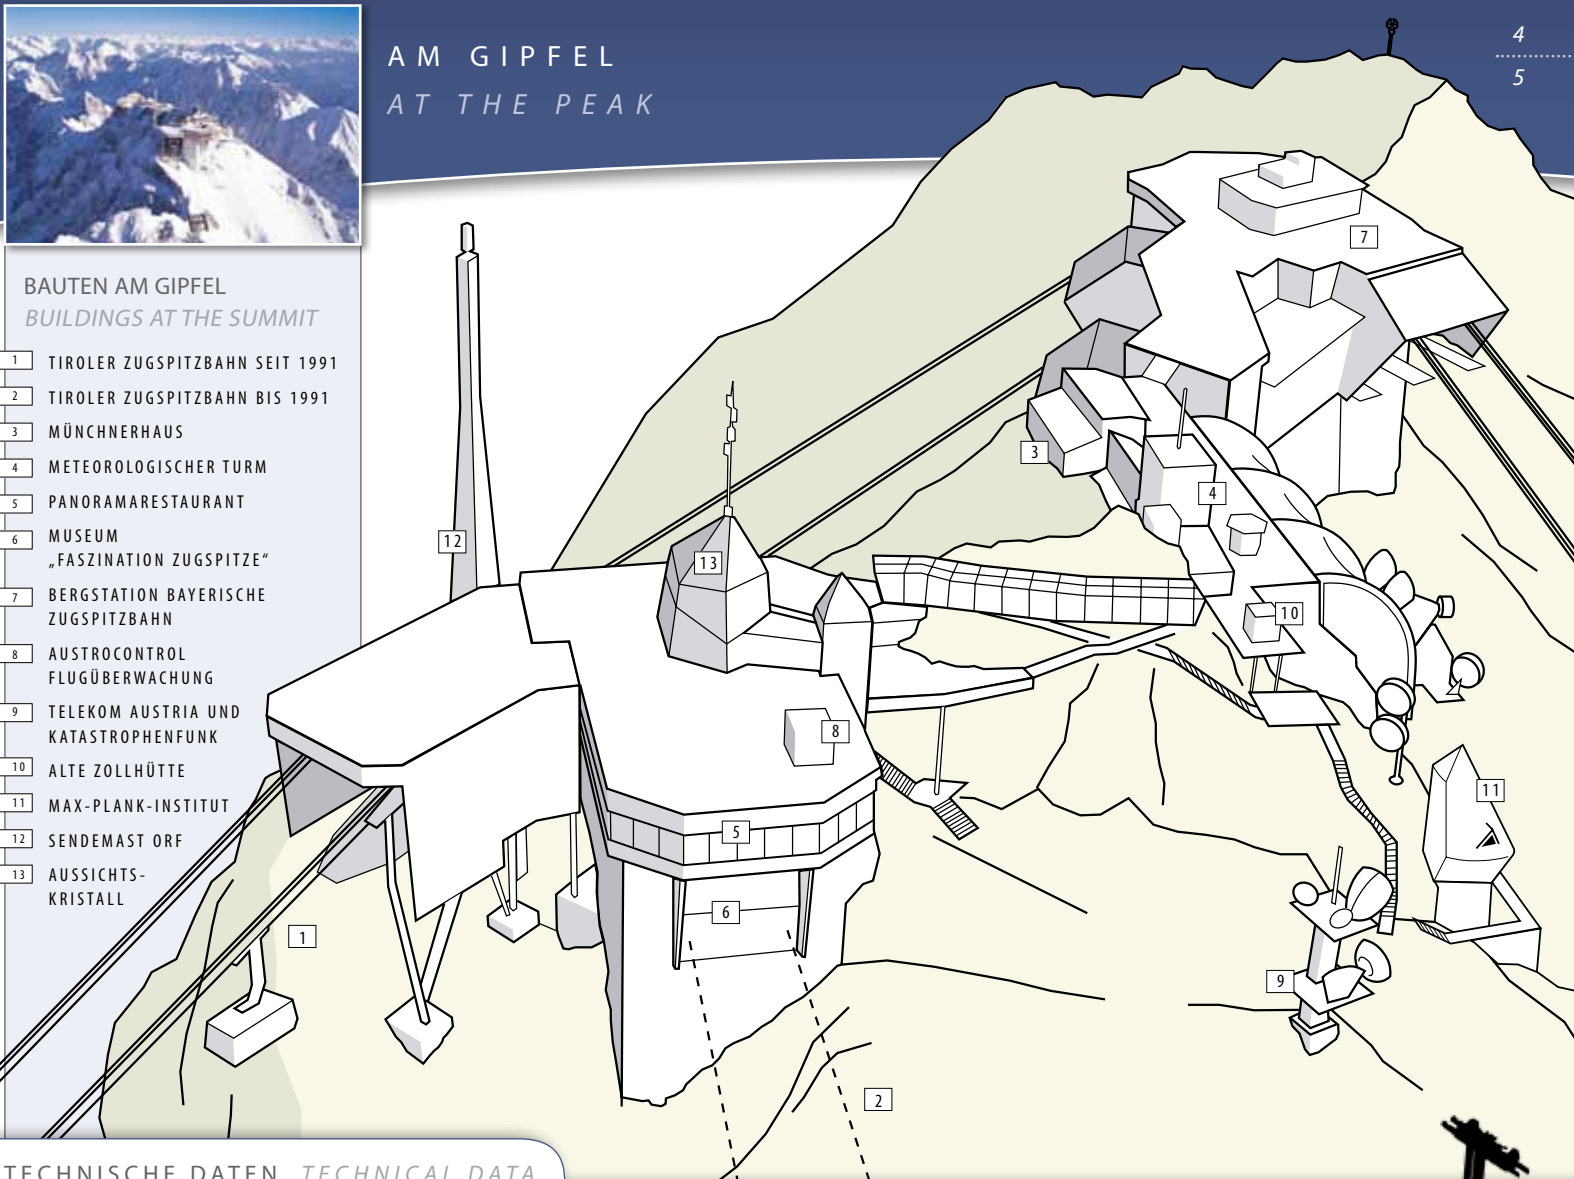 AM GIPFEL
AT THE PEAK
4
5
BAUTEN AM GIPFEL
BUILDINGS AT THE SUMMIT
1 TIROLER ZUGSPITZBAHN SEIT 1991
2 TIROLER ZUGSPITZBAHN BIS 1991
3 MÜNCHNERHAUS
4 METEOROLOGISCHER TURM
5 PANORAMARESTAURANT
6 MUSEUM
„FASZINATION ZUGSPITZE“
7 BERGSTATION BAYERISCHE
ZUGSPITZBAHN
8 AUSTROCONTROL
FLUGÜBERWACHUNG
9 TELEKOM AUSTRIA UND
KATASTROPHENFUNK
10 ALTE ZOLLHÜTTE
11 MAX-PLANK-INSTITUT
12 SENDEMAST ORF
13 AUSSICHTS-
KRISTALL
7
3
4
12
13
10
8
11
5
6
1
9
2
TECHNISCHE DATEN TECHNICAL DATA